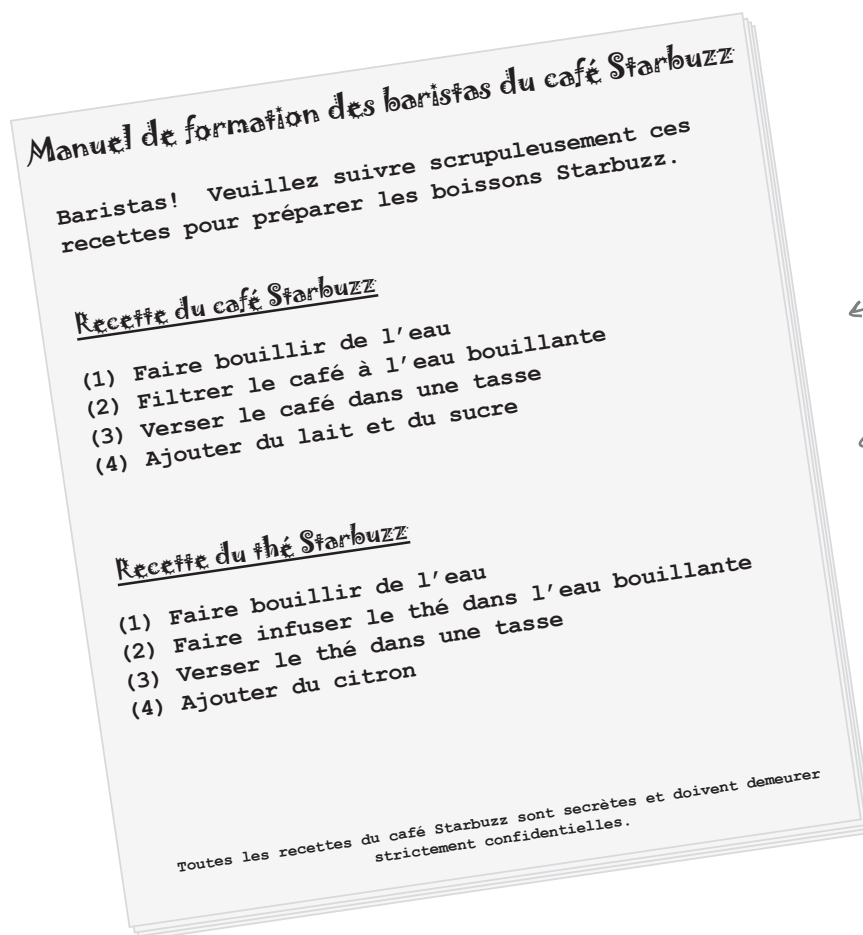 Manuel de formation des baristas du café Starbuzz
Baristas!  Veuillez suivre scrupuleusement ces
recettes pour préparer les boissons Starbuzz.
Recette du café Starbuzz
(1) Faire bouillir de l’eau
(2) Filtrer le café à l’eau bouillante
(3) Verser le café dans une tasse
(4) Ajouter du lait et du sucre
Recette du thé Starbuzz
(1) Faire bouillir de l’eau
(2) Faire infuser le thé dans l’eau bouillante
(3) Verser le thé dans une tasse
(4) Ajouter du citron
Toutes les recettes du café Starbuzz sont secrètes et doivent demeurer
strictement confidentielles.